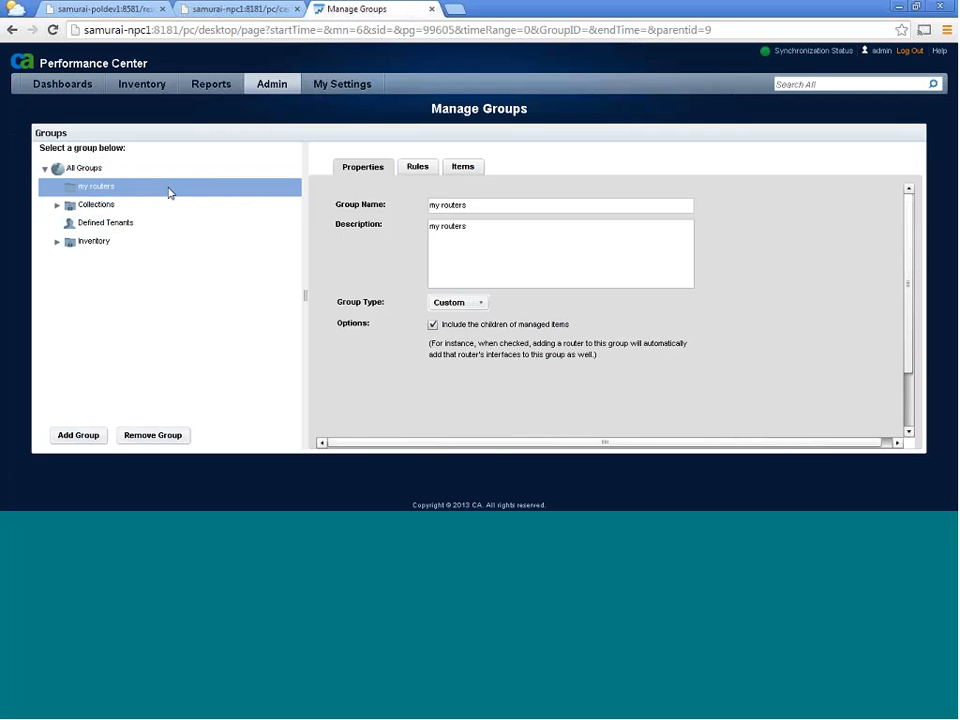 samurai-poldev1:8581/res
samurai-npc1:8181/pc/ce
Manage Groups
samurai-npc1:8181/pc/desktop/page?startTime=&mn=6&sid=&pg=99605&timeRange=0&GroupID=&endTime=&parentid=9
Synchronization Status admin Log Out Help
ca Performance Center
Dashboards Inventory Reports Admin My Settings Search All
Manage Groups
Groups
Select a group below:
All Groups
my routers
Collections
Defined Tenants
Inventory
Add Group Remove Group
Properties Rules Items
Group Name: my routers
Description: my routers
Group Type: Custom
Options: Include the children of managed items
(For instance, when checked, adding a router to this group will automatically
add that router's interfaces to this group as well.)
Copyright © 2013 CA. All rights reserved.